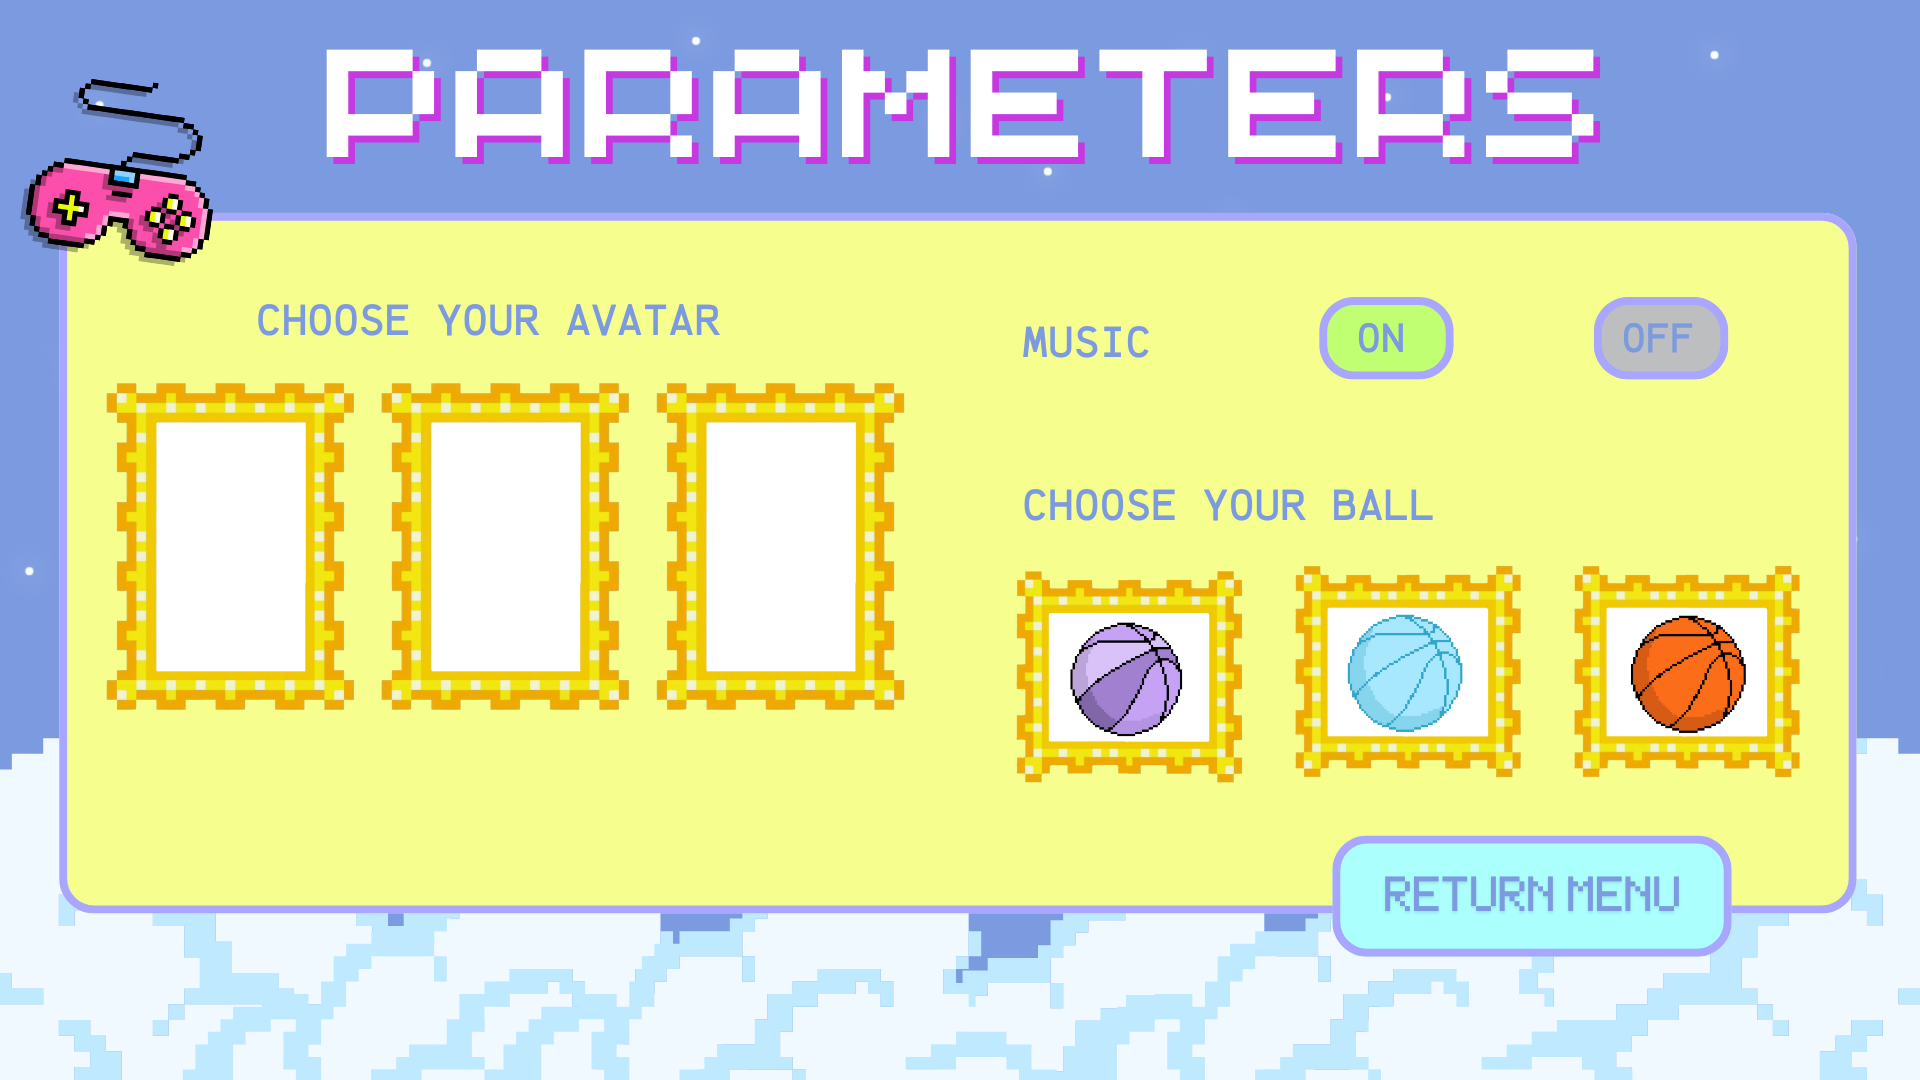 PARAMETERS
CHOOSE YOUR AVATAR
MUSIC
ON
OFF
CHOOSE YOUR BALL
RETURN MENU